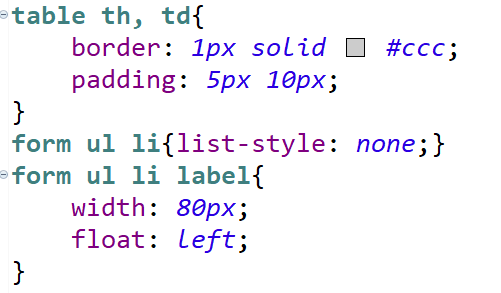 table th, td{
    border: 1px solid #ccc;
    padding: 5px 10px;
}
form ul li{list-style: none;}
form ul li label{
    width: 80px;
    float: left;
}